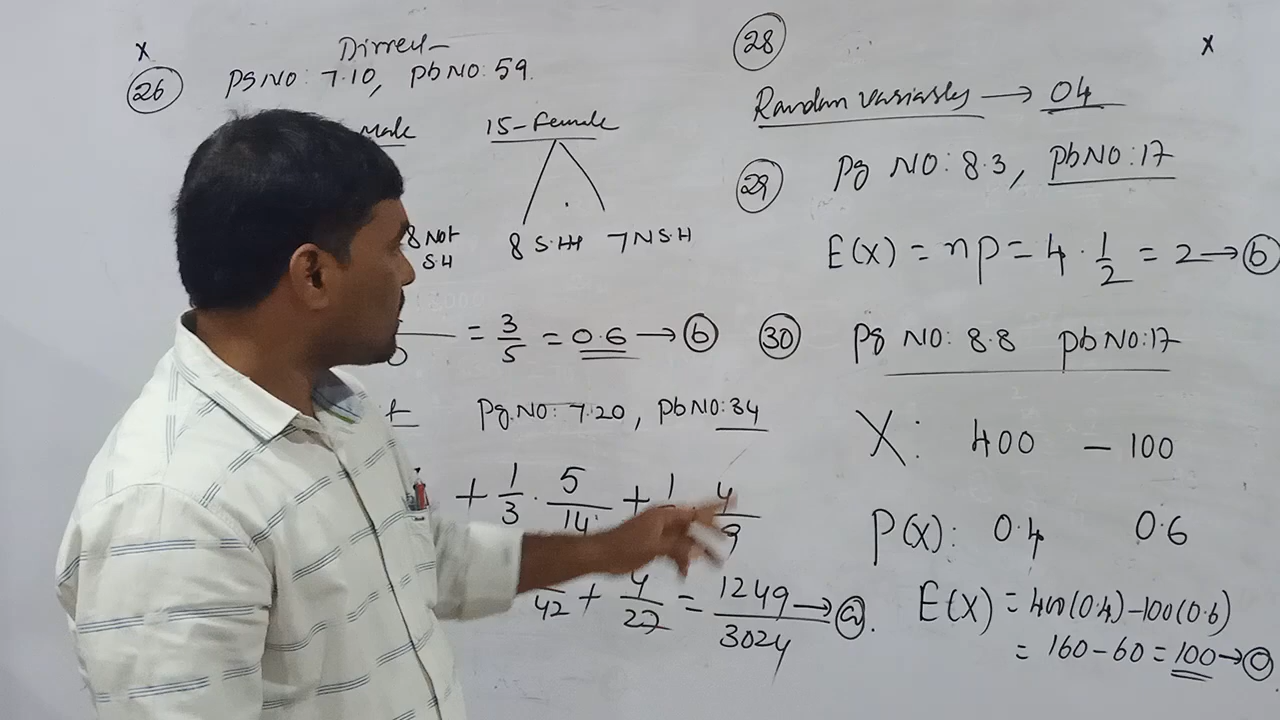 x
Dirrect
26 Pg NO: 7.10, Pb NO: 59.
Male
15-Female
8 Not
S.H
8 S.H 7 N S.H
= 3/5 = 0.6 → b
Pg.NO: 7.20, Pb NO: 34
+ 1/3 · 5/14 + 1 4/9
42 + 4/27 = 1249/3024 → a.
28
x
Random variables → 04
29 Pg NO: 8.3, Pb NO: 17
E(X) = np = 4 · 1/2 = 2 → b
30 Pg NO: 8.8 Pb NO: 17
X: 400 -100
P(X): 0.4 0.6
E(X) = 400(0.4) - 100(0.6)
= 160 - 60 = 100 → c